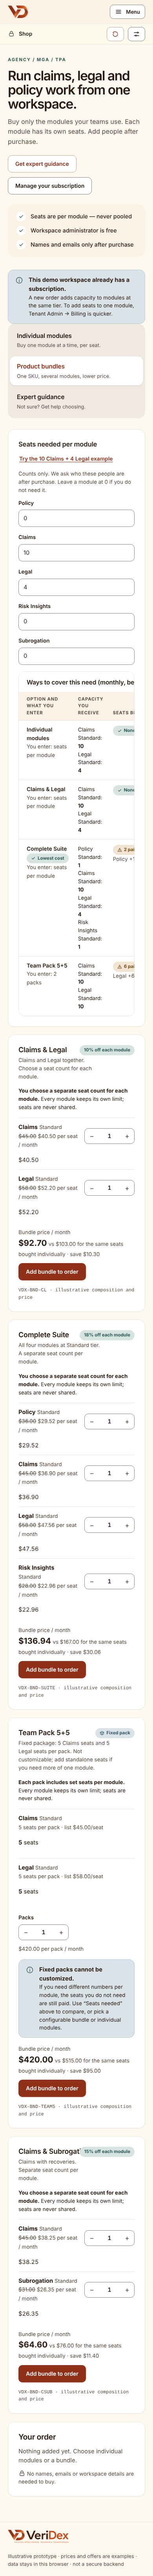 VD
Menu
Shop
AGENCY / MGA / TPA
Run claims, legal and
policy work from one
workspace.
Buy seats for the modules your team uses. Each
module has its own seats. Add people after
purchase.
Get expert guidance
Manage your subscription
Seats are per module — never pooled
Workspace administrator is free
Names and emails only after purchase
This demo workspace already has a
subscription.
A new order adds capacity to modules at
the same tier. To add seats to one module,
Tenant Admin → Billing is quicker.
Individual modules
Buy one module at a time, per seat.
Product bundles
One SKU, several modules, lower price.
Expert guidance
Not sure? Get help choosing.
Seats needed per module
Try the 10 Claims + 4 Legal example
Counts only. We ask who these people are
after purchase. Leave a module at 0 if you do
not need it.
Policy
0
Claims
10
Legal
4
Risk Insights
0
Subrogation
0
Ways to cover this need (monthly, be
OPTION AND
WHAT YOU
ENTER
CAPACITY
YOU
RECEIVE
SEATS B
Individual
modules
You enter: seats
per module
Claims
Standard:
10
Legal
Standard:
4
Non
Claims & Legal
You enter: seats
per module
Claims
Standard:
10
Legal
Standard:
4
Non
Complete Suite
Lowest cost
You enter: seats
per module
Policy
Standard:
1
Claims
Standard:
10
Legal
Standard:
4
Risk
Insights
Standard:
1
2 pai
Policy +1
Team Pack 5+5
You enter: 2
packs
Claims
Standard:
10
Legal
Standard:
10
6 pai
Legal +6
Claims & Legal
10% off each module
Claims and Legal together.
Choose a seat count for each
module.
You choose a separate seat count for each
module. Every module keeps its own limit;
seats are never shared.
Claims Standard
$45.00 $40.50 per seat
/ month
− 1 +
$40.50
Legal Standard
$58.00 $52.20 per seat
/ month
− 1 +
$52.20
Bundle price / month
$92.70 vs $103.00 for the same seats
bought individually · save $10.30
Add bundle to order
VDX-BND-CL · illustrative composition and
price
Complete Suite
18% off each module
All four modules at Standard tier.
A separate seat count per
module.
You choose a separate seat count for each
module. Every module keeps its own limit;
seats are never shared.
Policy Standard
$36.00 $29.52 per seat
/ month
− 1 +
$29.52
Claims Standard
$45.00 $36.90 per seat
/ month
− 1 +
$36.90
Legal Standard
$58.00 $47.56 per seat
/ month
− 1 +
$47.56
Risk Insights
Standard
$28.00 $22.96 per seat
/ month
− 1 +
$22.96
Bundle price / month
$136.94 vs $167.00 for the same seats
bought individually · save $30.06
Add bundle to order
VDX-BND-SUITE · illustrative composition
and price
Team Pack 5+5
Fixed pack
Fixed package: 5 Claims seats and 5
Legal seats per pack. Not
customizable; add standalone seats if
you need more of one module.
Each pack includes set seats per module.
Every module keeps its own limit; seats are
never shared.
Claims Standard
5 seats per pack · list $45.00/seat
5 seats
Legal Standard
5 seats per pack · list $58.00/seat
5 seats
Packs
− 1 +
$420.00 per pack / month
Fixed packs cannot be
customized.
If you need different numbers per
module, the seats you do not plan to
use are still paid. Use “Seats needed”
above to compare, or pick a
configurable bundle or individual
modules.
Bundle price / month
$420.00 vs $515.00 for the same seats
bought individually · save $95.00
Add bundle to order
VDX-BND-TEAM5 · illustrative composition
and price
Claims & Subrogat
15% off each module
Claims with recoveries.
Separate seat count per
module.
You choose a separate seat count for each
module. Every module keeps its own limit;
seats are never shared.
Claims Standard
$45.00 $38.25 per seat
/ month
− 1 +
$38.25
Subrogation Standard
$31.00 $26.35 per seat
/ month
− 1 +
$26.35
Bundle price / month
$64.60 vs $76.00 for the same seats
bought individually · save $11.40
Add bundle to order
VDX-BND-CSUB · illustrative composition
and price
Your order
Nothing added yet. Choose individual
modules or a bundle.
No names, emails or workspace details are
needed to buy.
VD VeriDex
Illustrative prototype · prices and offers are examples ·
data stays in this browser · not a secure backend